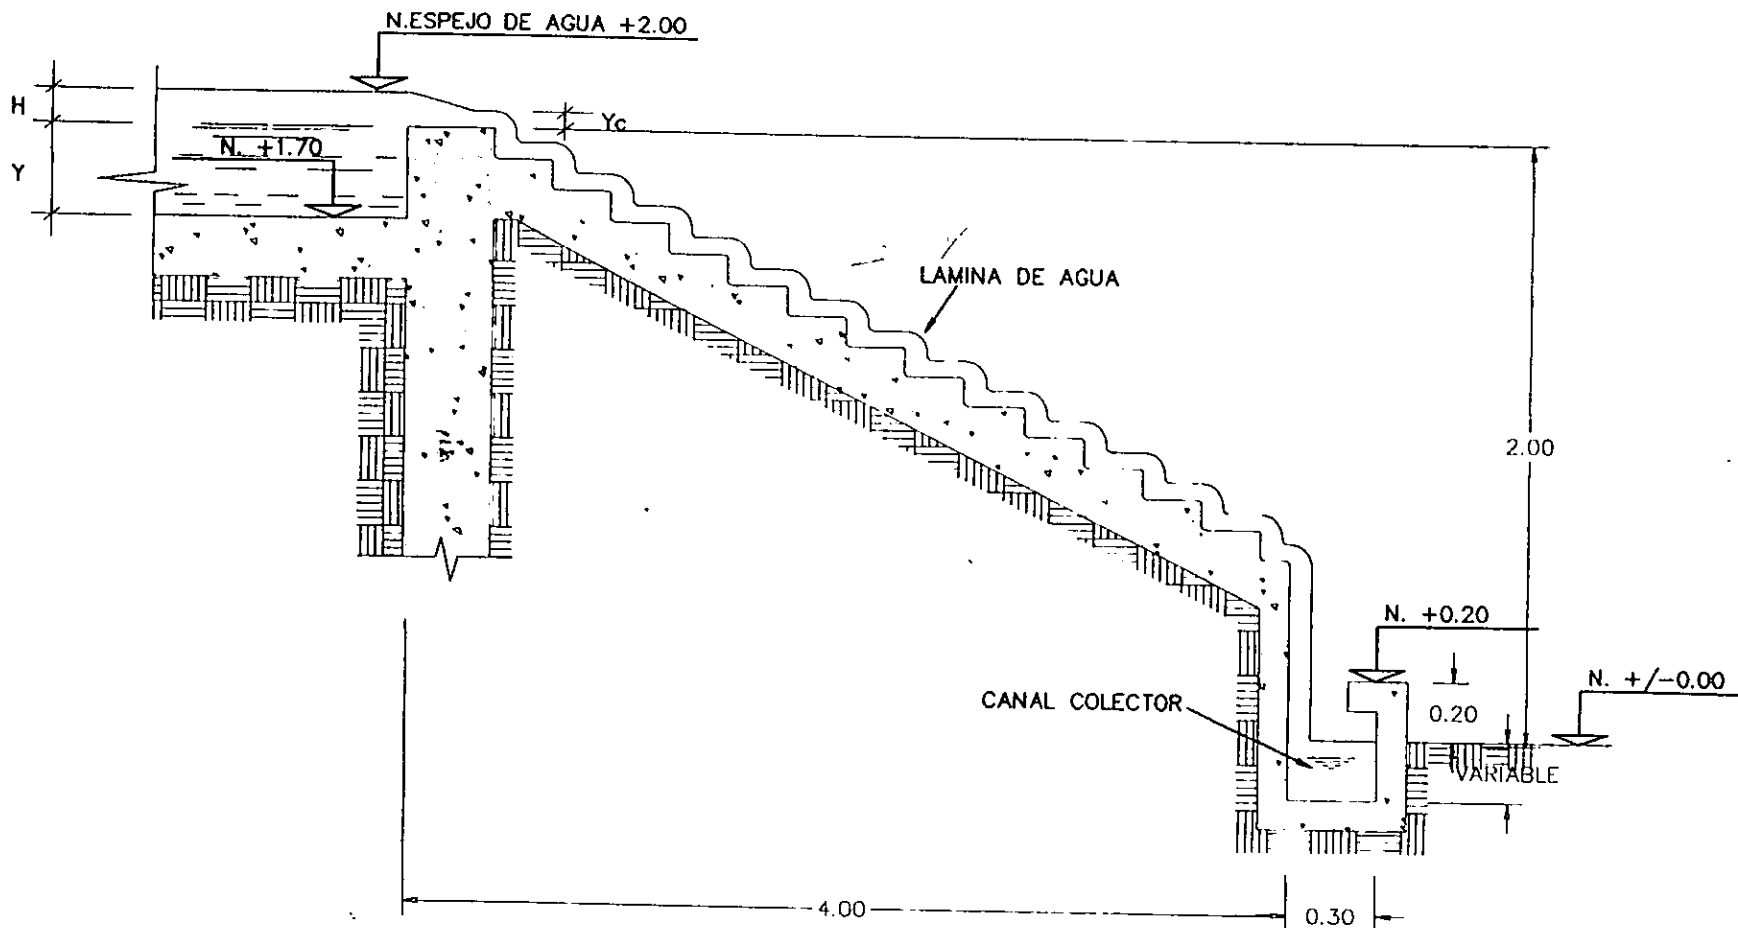 N.ESPEJO DE AGUA +2.00
H
Yc
N. +1.70
Y
LAMINA DE AGUA
2.00
N. +0.20
N. +/-0.00
CANAL COLECTOR
0.20
VARIABLE
4.00
0.30